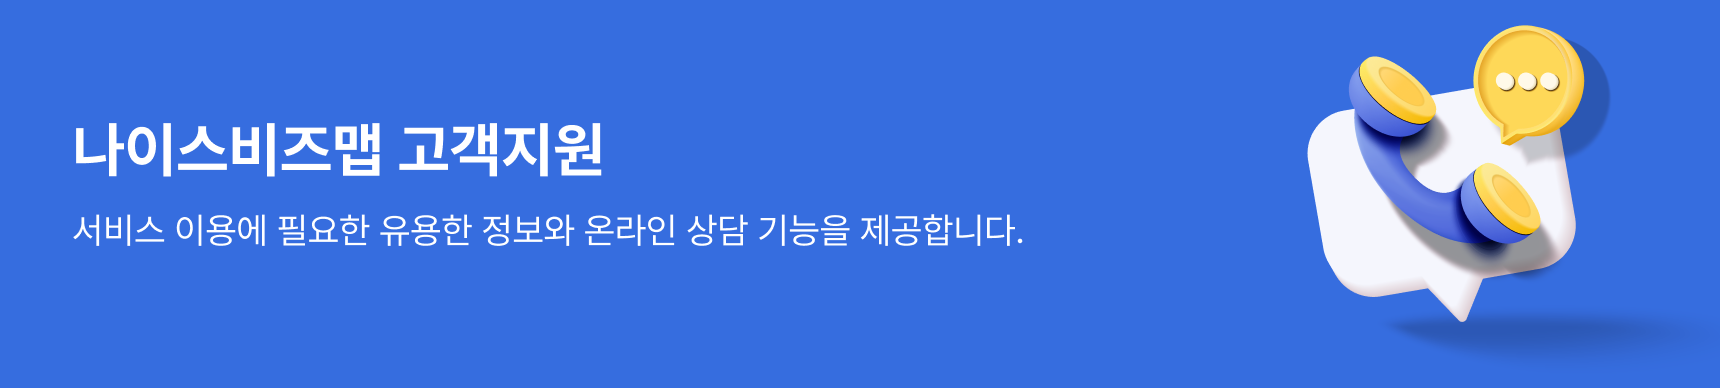 나이스비즈맵 고객지원
서비스 이용에 필요한 유용한 정보와 온라인 상담 기능을 제공합니다.